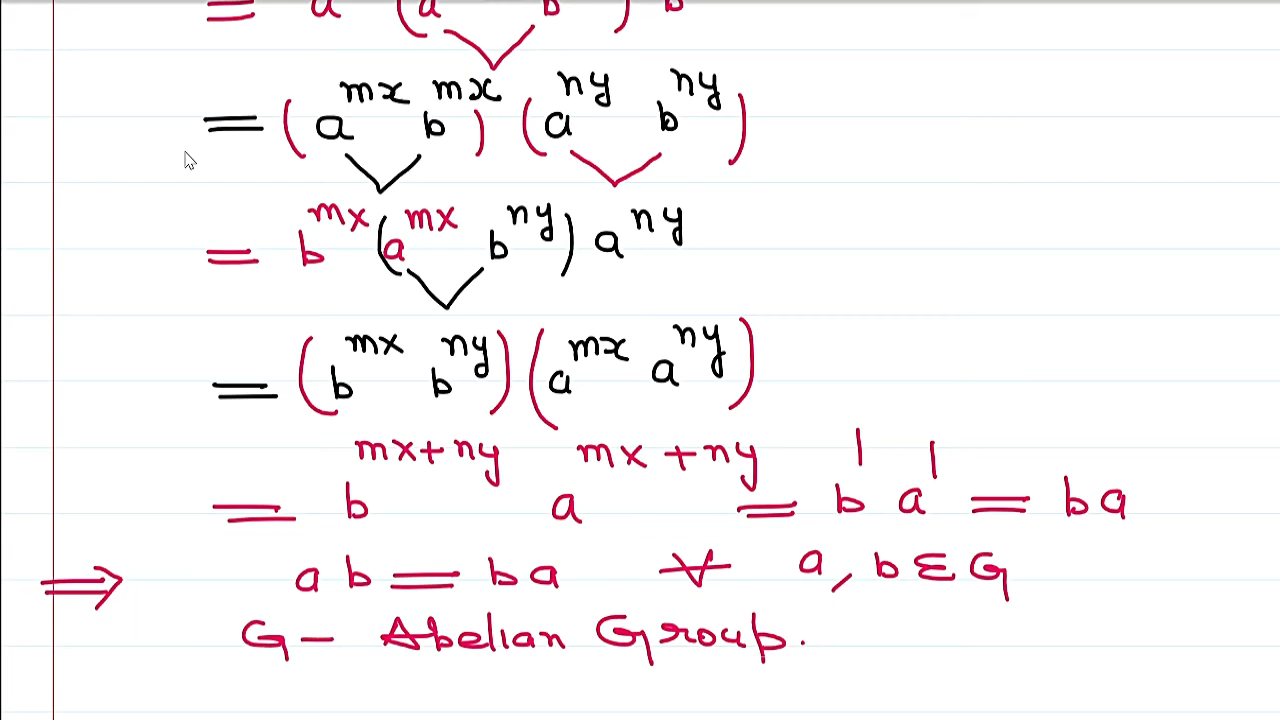 = a (a b) b
= (a^mx b^mx) (a^ny b^ny)
= b^mx (a^mx b^ny) a^ny
= (b^mx b^ny) (a^mx a^ny)
= b^mx+ny a^mx+ny = b^1 a^1 = ba
⇒ ab = ba ∀ a, b ∈ G
G - Abelian Group.